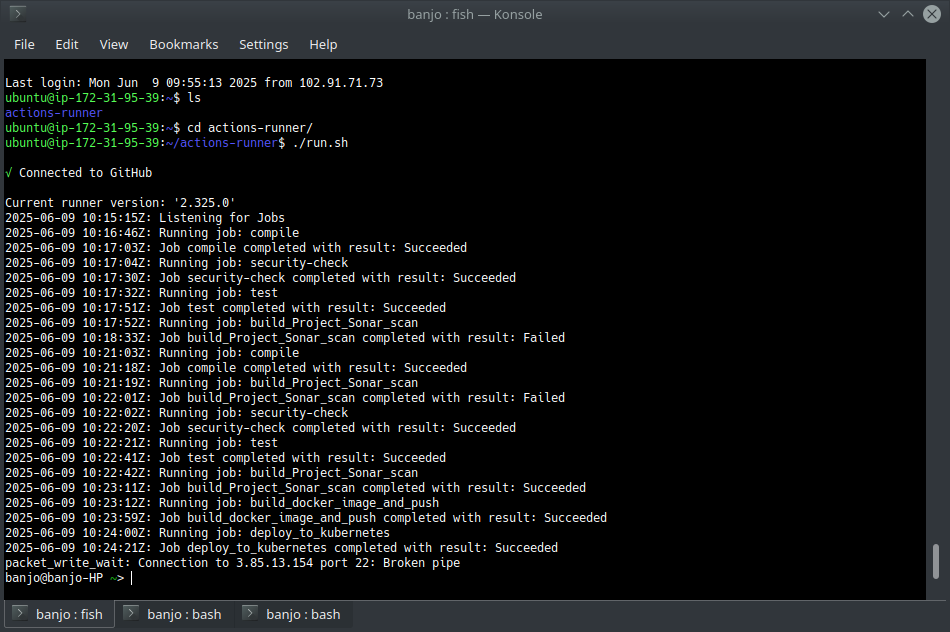 banjo : fish — Konsole
File Edit View Bookmarks Settings Help
Last login: Mon Jun  9 09:55:13 2025 from 102.91.71.73
ubuntu@ip-172-31-95-39:~$ ls
actions-runner
ubuntu@ip-172-31-95-39:~$ cd actions-runner/
ubuntu@ip-172-31-95-39:~/actions-runner$ ./run.sh
√ Connected to GitHub
Current runner version: '2.325.0'
2025-06-09 10:15:15Z: Listening for Jobs
2025-06-09 10:16:46Z: Running job: compile
2025-06-09 10:17:03Z: Job compile completed with result: Succeeded
2025-06-09 10:17:04Z: Running job: security-check
2025-06-09 10:17:30Z: Job security-check completed with result: Succeeded
2025-06-09 10:17:32Z: Running job: test
2025-06-09 10:17:51Z: Job test completed with result: Succeeded
2025-06-09 10:17:52Z: Running job: build_Project_Sonar_scan
2025-06-09 10:18:33Z: Job build_Project_Sonar_scan completed with result: Failed
2025-06-09 10:21:03Z: Running job: compile
2025-06-09 10:21:18Z: Job compile completed with result: Succeeded
2025-06-09 10:21:19Z: Running job: build_Project_Sonar_scan
2025-06-09 10:22:01Z: Job build_Project_Sonar_scan completed with result: Failed
2025-06-09 10:22:02Z: Running job: security-check
2025-06-09 10:22:20Z: Job security-check completed with result: Succeeded
2025-06-09 10:22:21Z: Running job: test
2025-06-09 10:22:41Z: Job test completed with result: Succeeded
2025-06-09 10:22:42Z: Running job: build_Project_Sonar_scan
2025-06-09 10:23:11Z: Job build_Project_Sonar_scan completed with result: Succeeded
2025-06-09 10:23:12Z: Running job: build_docker_image_and_push
2025-06-09 10:23:59Z: Job build_docker_image_and_push completed with result: Succeeded
2025-06-09 10:24:00Z: Running job: deploy_to_kubernetes
2025-06-09 10:24:21Z: Job deploy_to_kubernetes completed with result: Succeeded
packet_write_wait: Connection to 3.85.13.154 port 22: Broken pipe
banjo@banjo-HP ~>
banjo : fish banjo : bash banjo : bash